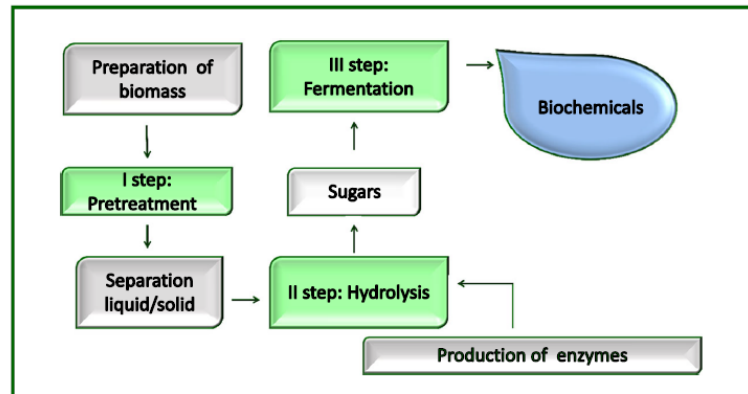 Preparation of
biomass
I step:
Pretreatment
Separation
liquid/solid
II step: Hydrolysis
Production of enzymes
Sugars
III step:
Fermentation
Biochemicals